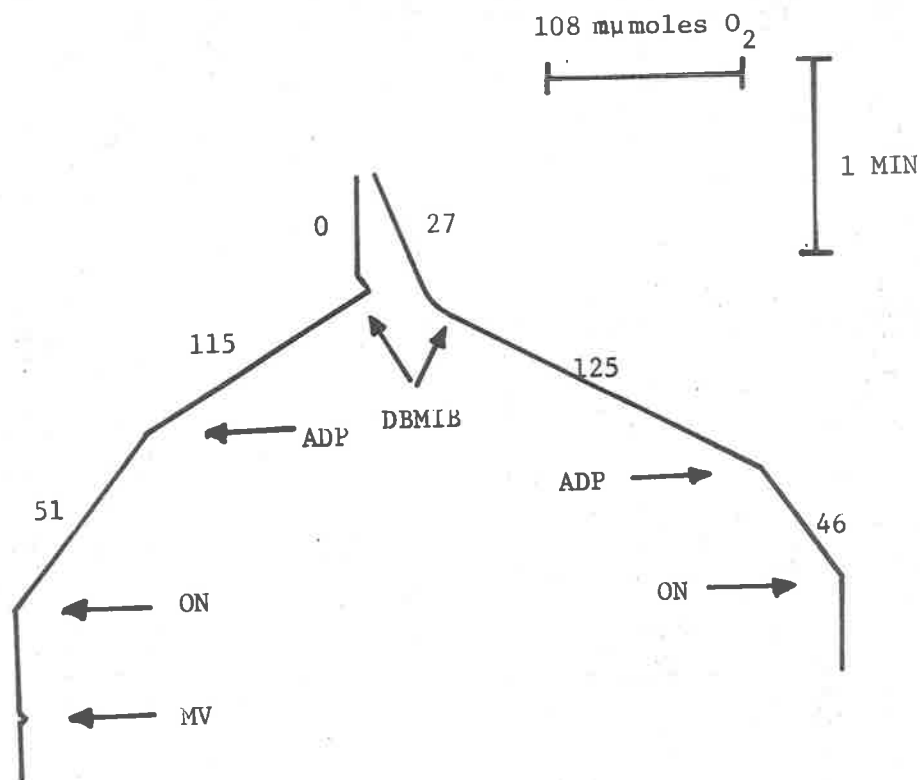 108 mµmoles O2
1 MIN
0
27
115
125
DBMIB
ADP
ADP
51
46
ON
ON
MV